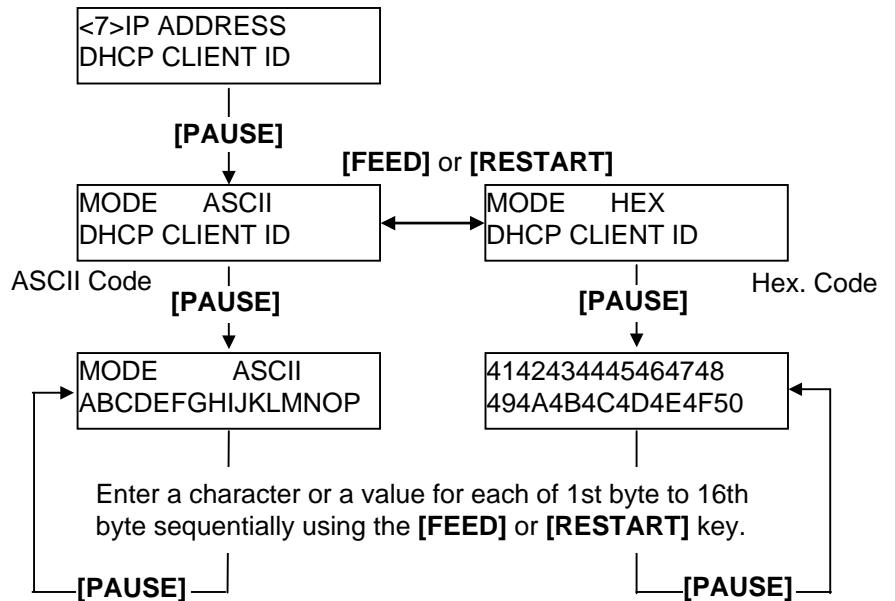 <7>IP ADDRESS
DHCP CLIENT ID
[PAUSE]
[FEED] or [RESTART]
MODE ASCII
DHCP CLIENT ID
MODE HEX
DHCP CLIENT ID
ASCII Code
[PAUSE]
[PAUSE]
Hex. Code
MODE ASCII
ABCDEFGHIJKLMNOP
4142434445464748
494A4B4C4D4E4F50
Enter a character or a value for each of 1st byte to 16th
byte sequentially using the [FEED] or [RESTART] key.
[PAUSE]
[PAUSE]